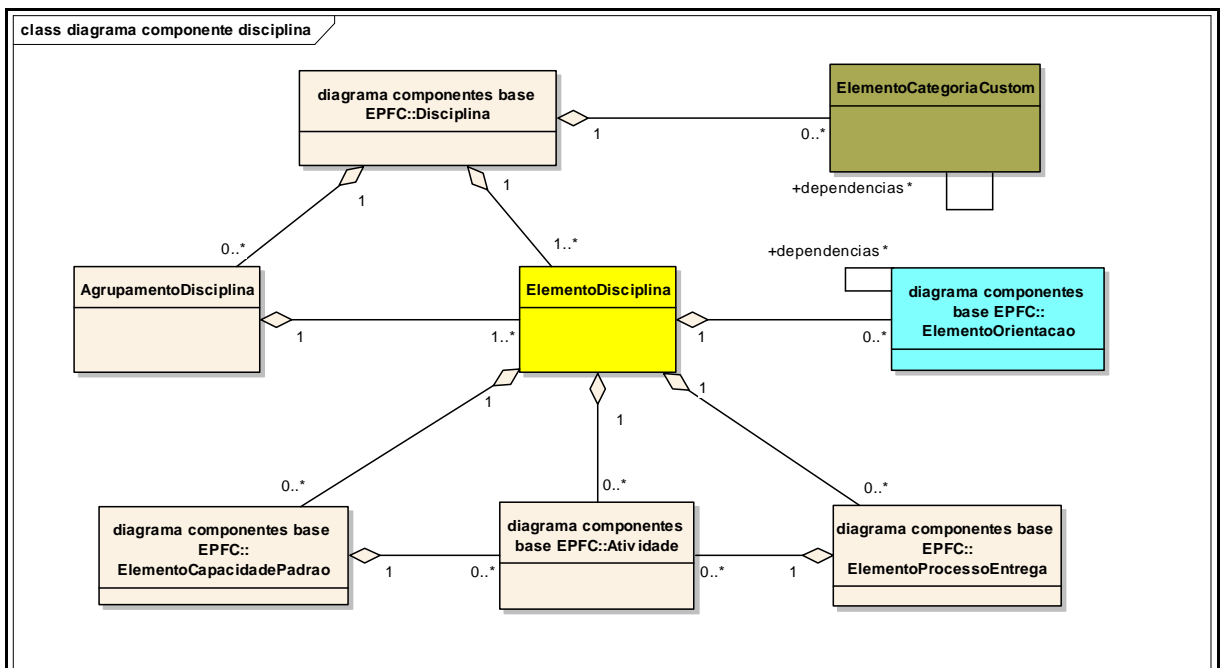 class diagrama componente disciplina
diagrama componentes base
EPFC::Disciplina
ElementoCategoriaCustom
1
0..*
+dependencias *
1
1
0..*
1..*
+dependencias *
AgrupamentoDisciplina
ElementoDisciplina
diagrama componentes
base EPFC::
ElementoOrientacao
1
1..*
1
0..*
1
1
1
0..*
0..*
0..*
diagrama componentes base
EPFC::
ElementoCapacidadePadrao
diagrama componentes
base EPFC::Atividade
diagrama componentes base
EPFC::
ElementoProcessoEntrega
1
0..*
0..*
1